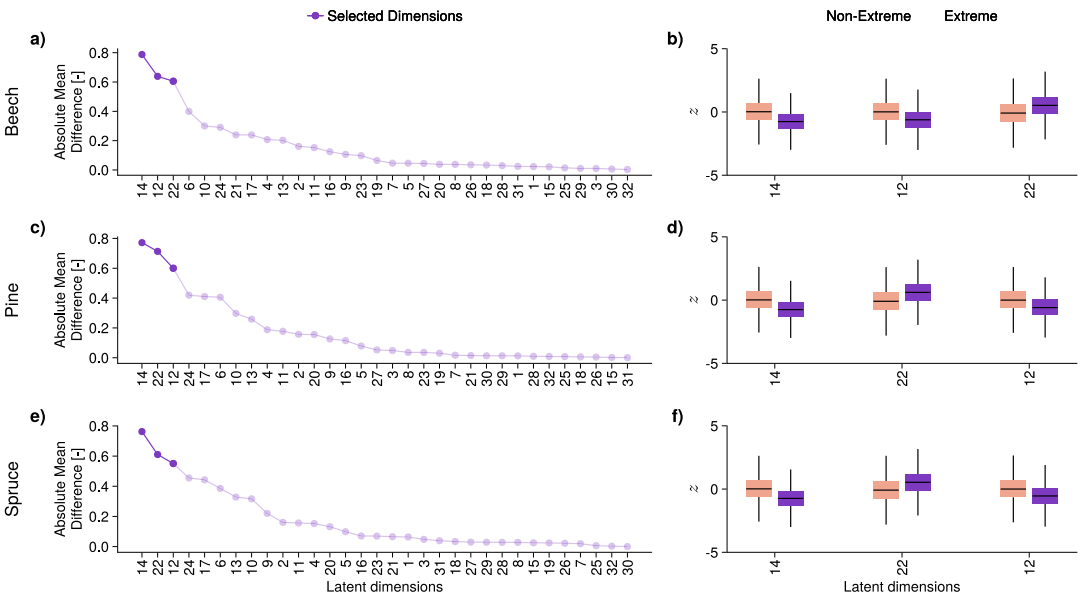 Selected Dimensions
Non-Extreme Extreme
a)
Beech
Absolute Mean
Difference [-]
0.8
0.6
0.4
0.2
0.0
14 12 22 6 10 24 21 17 4 13 2 11 16 9 23 19 7 5 27 20 8 26 18 28 31 1 15 25 29 3 30 32
b)
z
5
0
-5
14 12 22
c)
Pine
Absolute Mean
Difference [-]
0.8
0.6
0.4
0.2
0.0
14 22 12 24 17 6 10 13 4 11 2 20 9 16 5 27 3 8 23 19 7 21 30 29 1 28 32 25 18 26 15 31
d)
z
5
0
-5
14 22 12
e)
Spruce
Absolute Mean
Difference [-]
0.8
0.6
0.4
0.2
0.0
14 22 12 24 17 6 13 10 9 2 11 4 20 5 16 23 21 1 3 31 18 27 29 28 8 15 19 26 7 25 32 30
Latent dimensions
f)
z
5
0
-5
14 22 12
Latent dimensions